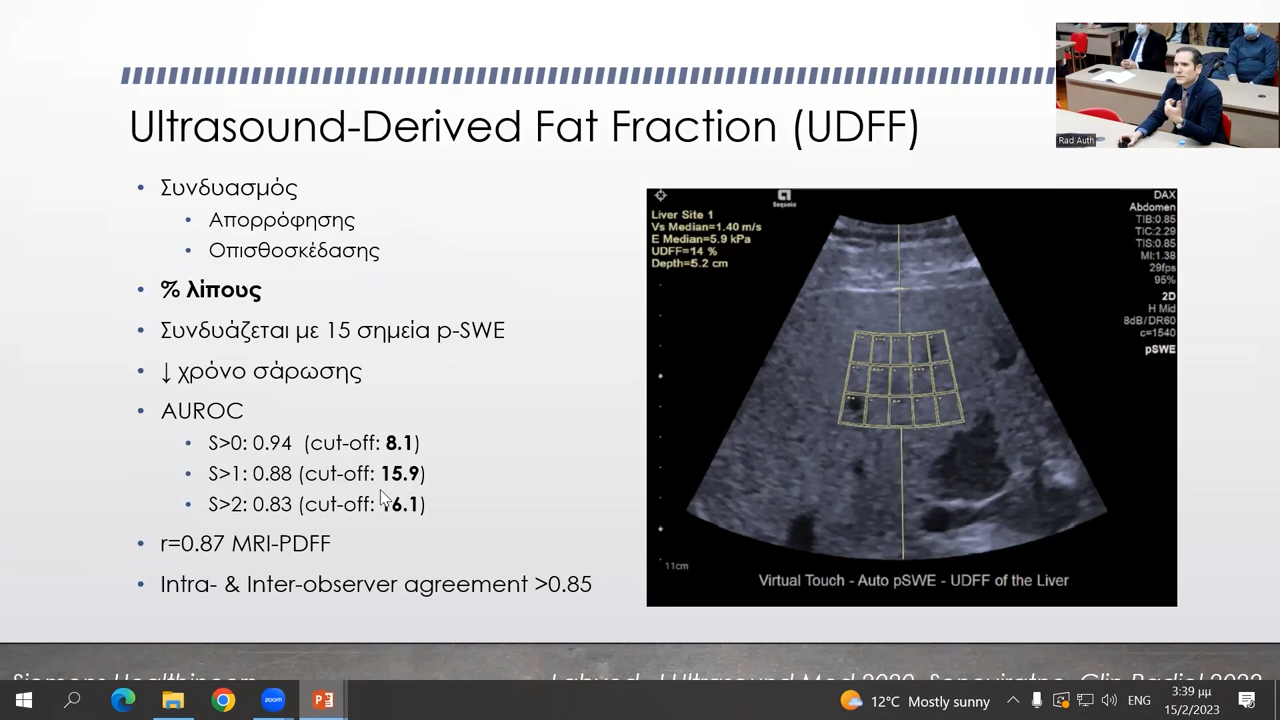 Ultrasound-Derived Fat Fraction (UDFF)
Rad Auth
• Συνδυασμός
• Απορρόφησης
• Οπισθοσκέδασης
• % λίπους
• Συνδυάζεται με 15 σημεία p-SWE
• ↓ χρόνο σάρωσης
• AUROC
• S>0: 0.94 (cut-off: 8.1)
• S>1: 0.88 (cut-off: 15.9)
• S>2: 0.83 (cut-off: 6.1)
• r=0.87 MRI-PDFF
• Intra- & Inter-observer agreement >0.85
Sequoia
Liver Site 1
Vs Median=1.40 m/s
E Median=5.9 kPa
UDFF=14 %
Depth=5.2 cm
DAX
Abdomen
TIB:0.85
TIC:2.29
TIS:0.85
MI:1.38
29fps
95%
2D
H Mid
8dB/DR60
c=1540
pSWE
11cm
Virtual Touch - Auto pSWE - UDFF of the Liver
zoom
12°C Mostly sunny
ENG
3:39 μμ
15/2/2023